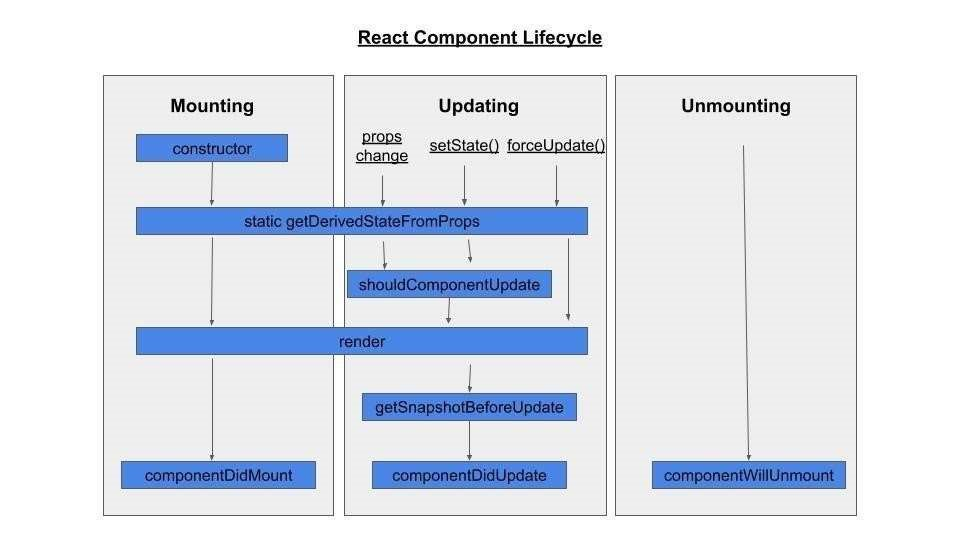 React Component Lifecycle
Mounting
Updating
Unmounting
constructor
props
change
setState()
forceUpdate()
static getDerivedStateFromProps
shouldComponentUpdate
render
getSnapshotBeforeUpdate
componentDidMount
componentDidUpdate
componentWillUnmount